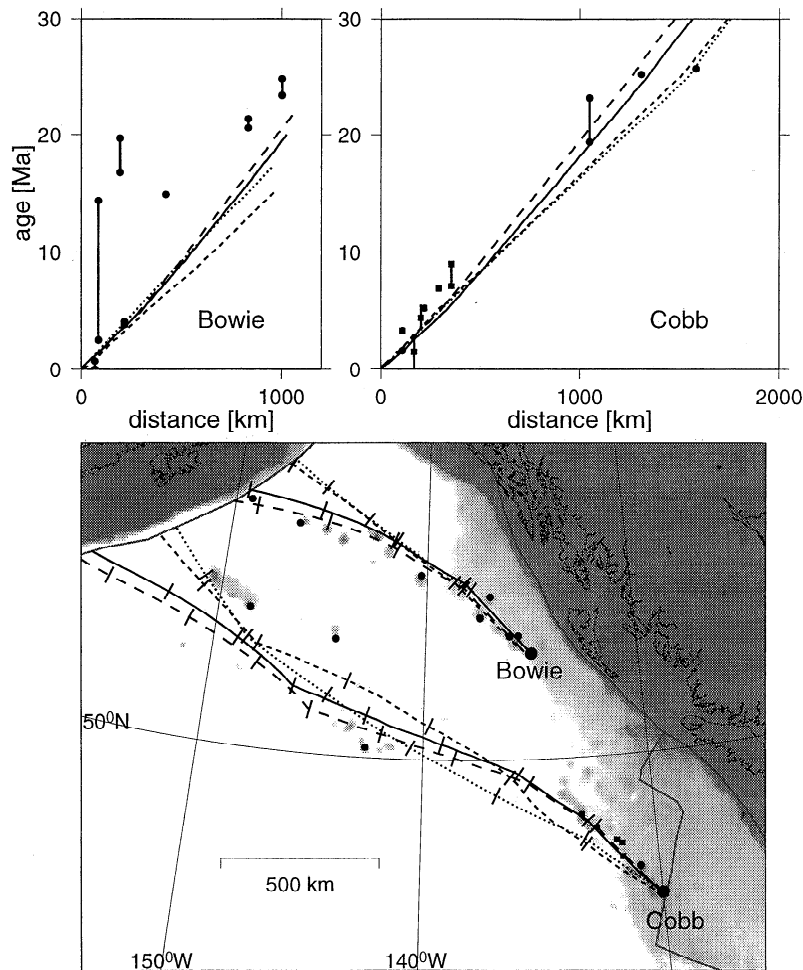 30
20
10
0
age [Ma]
Bowie
Cobb
0
1000
0
1000
2000
distance [km]
distance [km]
Bowie
50⁰N
500 km
Cobb
150⁰W
140⁰W